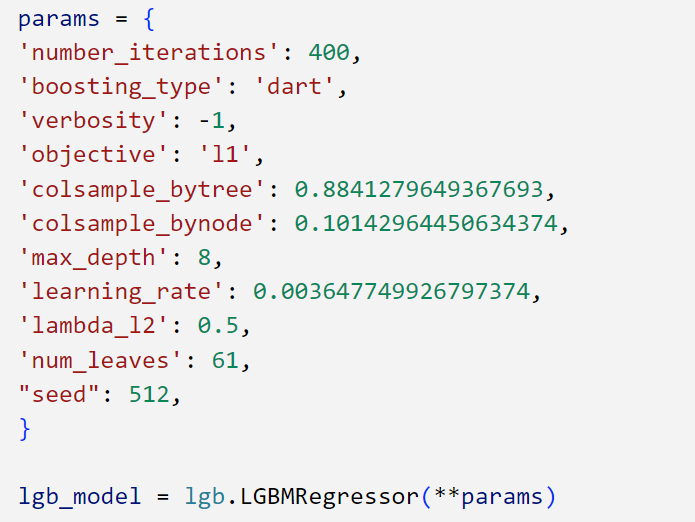 params = {
'number_iterations': 400,
'boosting_type': 'dart',
'verbosity': -1,
'objective': 'l1',
'colsample_bytree': 0.8841279649367693,
'colsample_bynode': 0.10142964450634374,
'max_depth': 8,
'learning_rate': 0.003647749926797374,
'lambda_l2': 0.5,
'num_leaves': 61,
"seed": 512,
}
lgb_model = lgb.LGBMRegressor(**params)